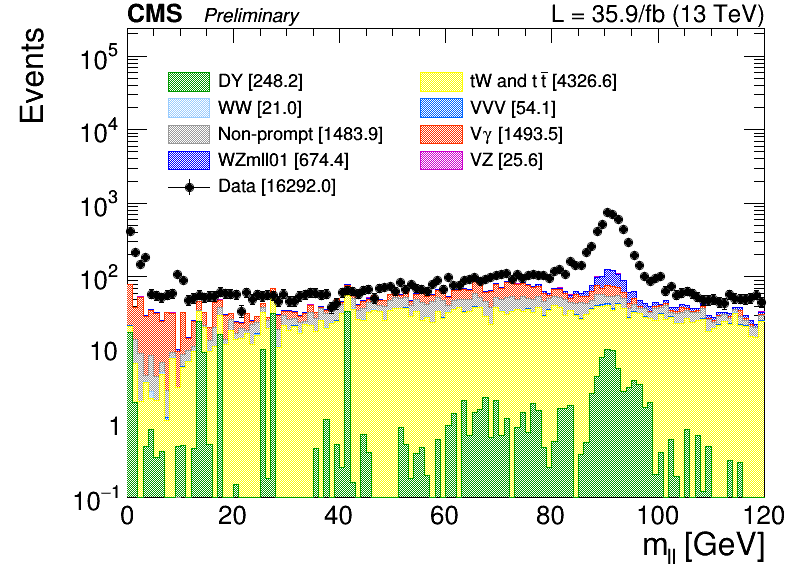 CMS Preliminary L = 35.9/fb (13 TeV)
Events
10⁵
10⁴
10³
10²
10
1
10⁻¹
DY [248.2]
WW [21.0]
Non-prompt [1483.9]
WZmll01 [674.4]
Data [16292.0]
tW and t t̅ [4326.6]
VVV [54.1]
Vγ [1493.5]
VZ [25.6]
0 20 40 60 80 100 120
m_ll [GeV]